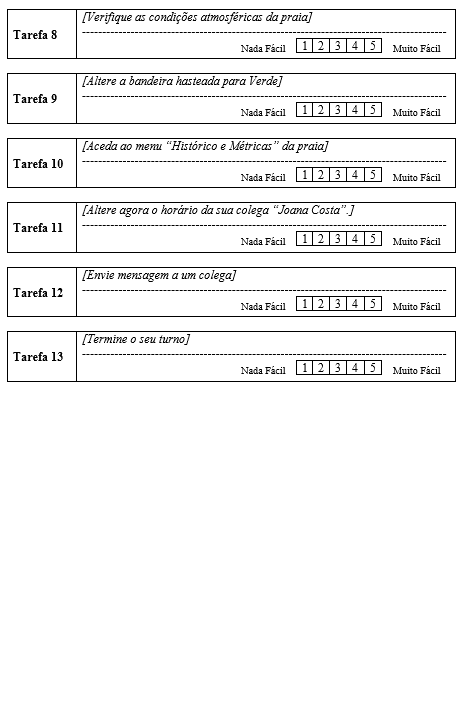 Tarefa 8
[Verifique as condições atmosféricas da praia]
Nada Fácil 1 2 3 4 5 Muito Fácil
Tarefa 9
[Altere a bandeira hasteada para Verde]
Nada Fácil 1 2 3 4 5 Muito Fácil
Tarefa 10
[Aceda ao menu “Histórico e Métricas” da praia]
Nada Fácil 1 2 3 4 5 Muito Fácil
Tarefa 11
[Altere agora o horário da sua colega “Joana Costa”.]
Nada Fácil 1 2 3 4 5 Muito Fácil
Tarefa 12
[Envie mensagem a um colega]
Nada Fácil 1 2 3 4 5 Muito Fácil
Tarefa 13
[Termine o seu turno]
Nada Fácil 1 2 3 4 5 Muito Fácil